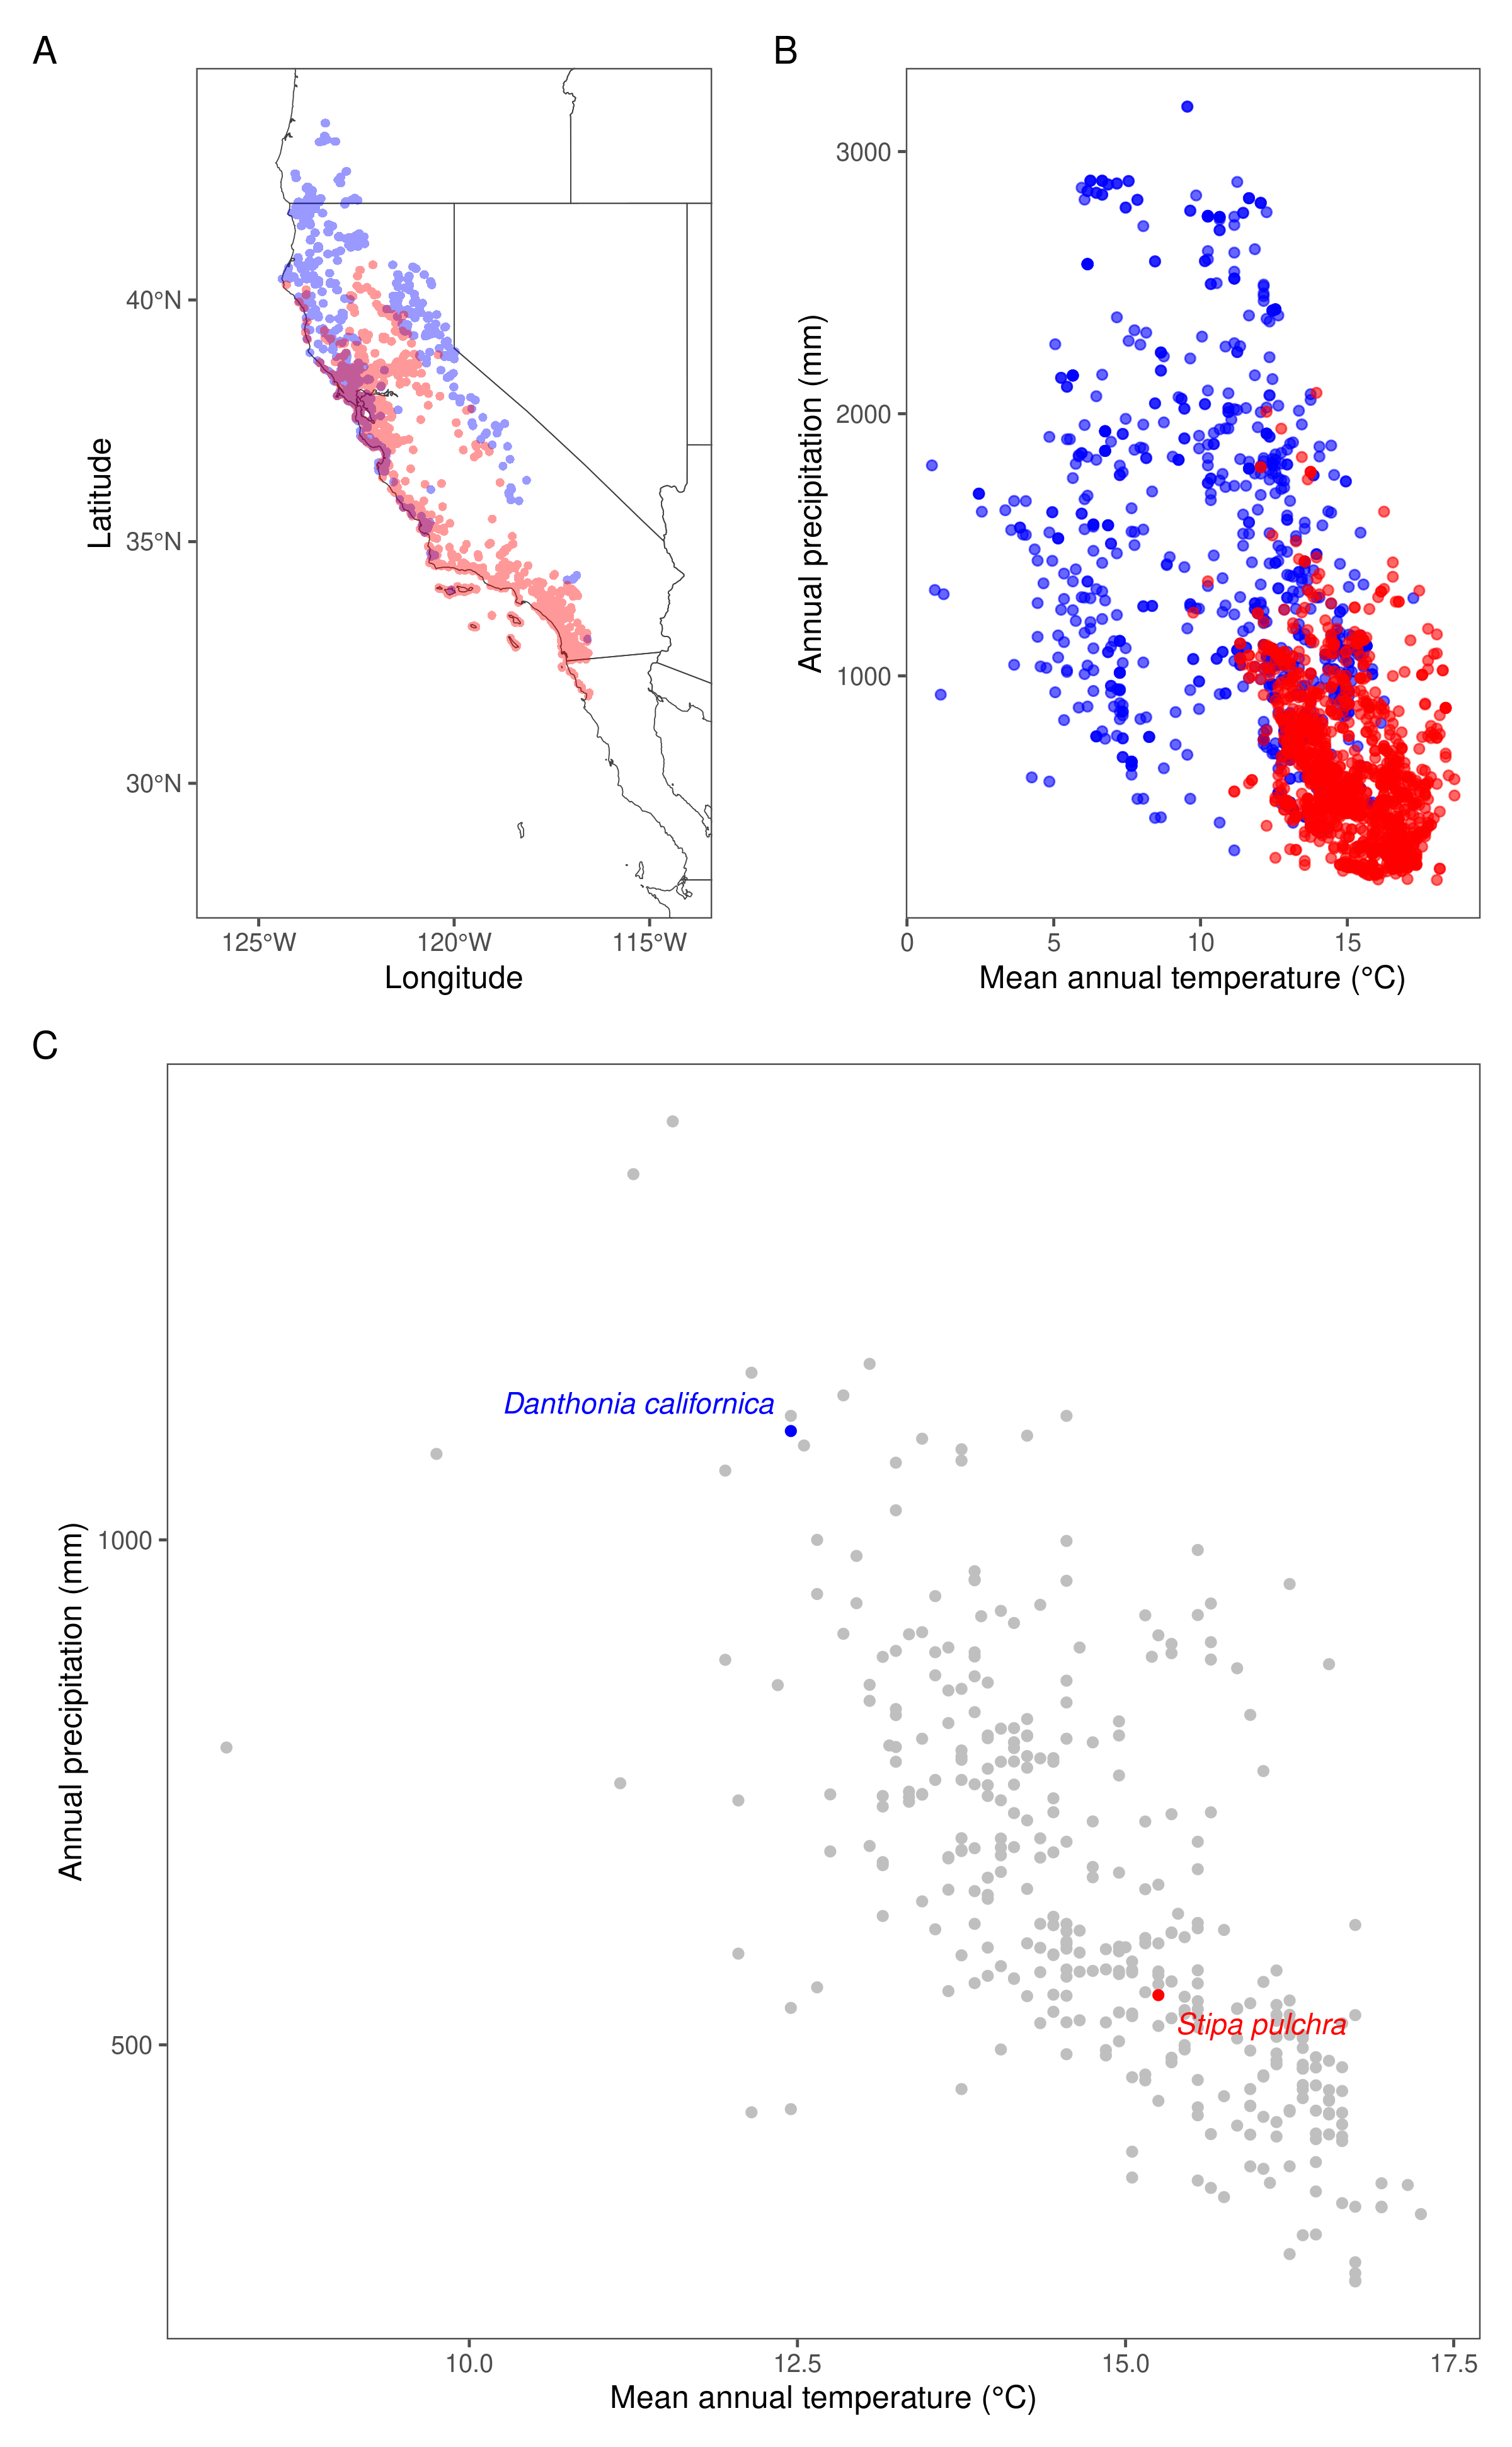 A
B
40°N
35°N
30°N
Latitude
125°W 120°W 115°W
Longitude
3000
2000
1000
Annual precipitation (mm)
0 5 10 15
Mean annual temperature (°C)
C
Danthonia californica
Stipa pulchra
1000
500
Annual precipitation (mm)
10.0 12.5 15.0 17.5
Mean annual temperature (°C)